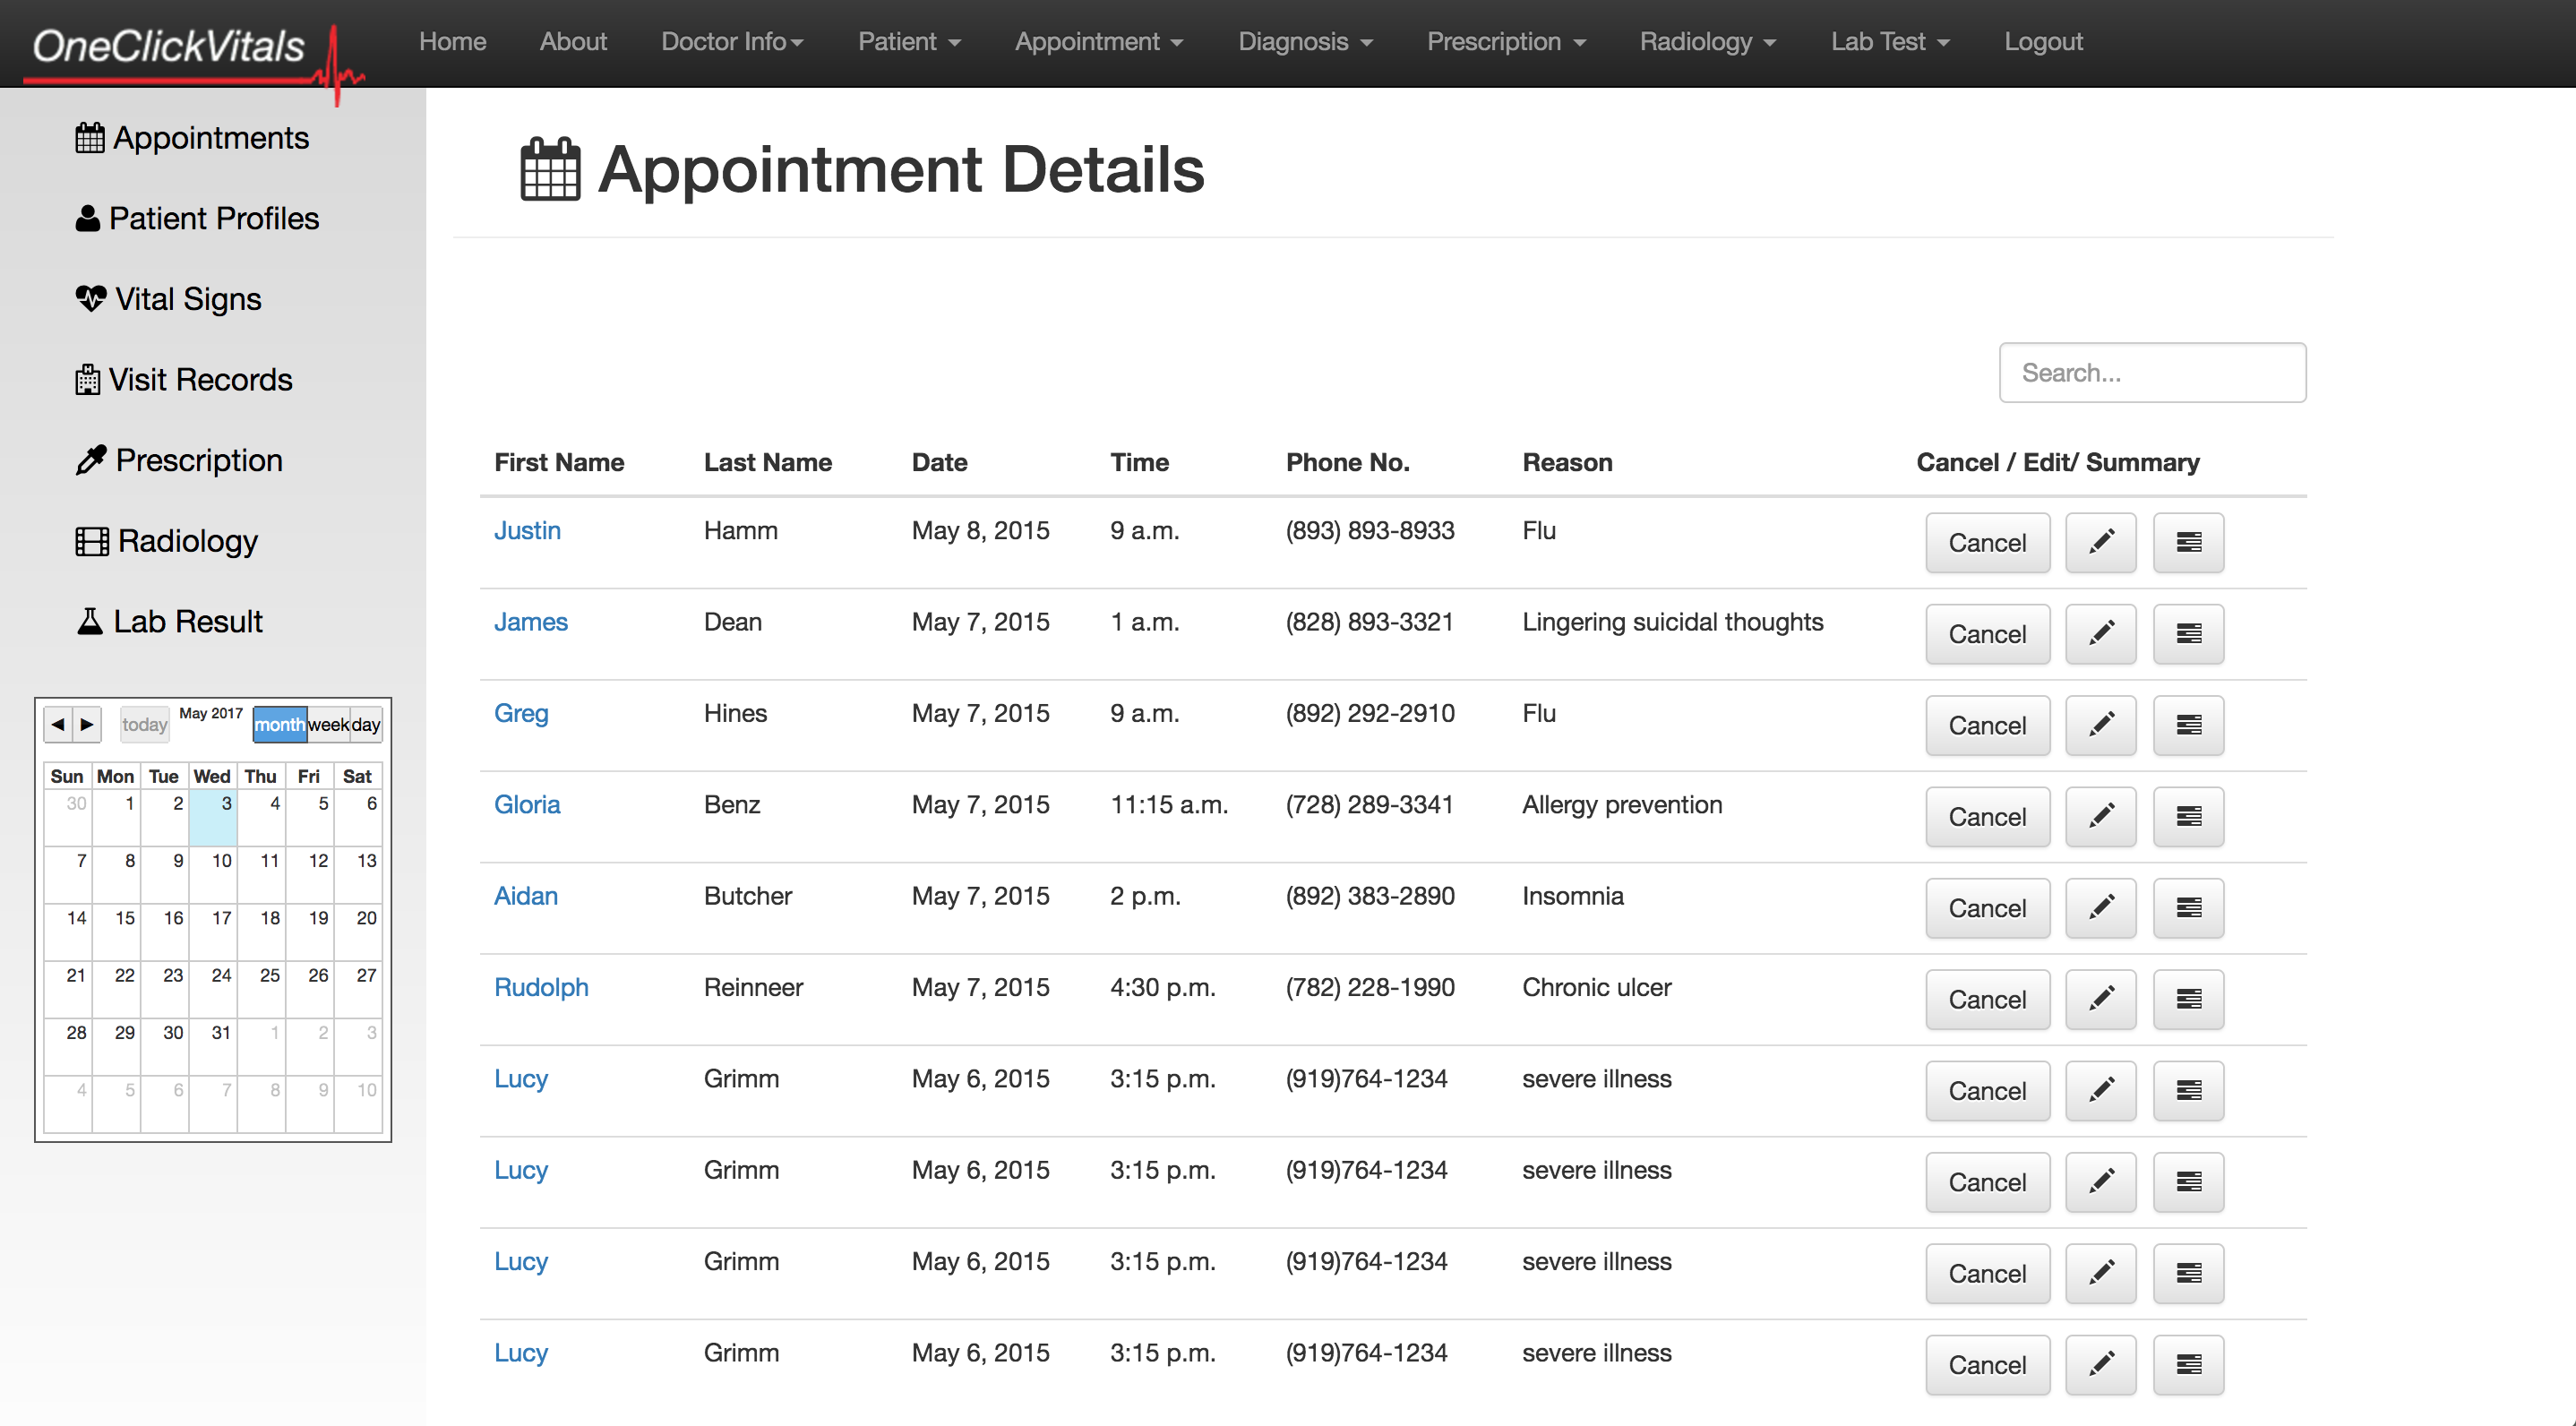 OneClickVitals Home About Doctor Info Patient Appointment Diagnosis Prescription Radiology Lab Test Logout
Appointments
Patient Profiles
Vital Signs
Visit Records
Prescription
Radiology
Lab Result
today May 2017 month week day
Sun Mon Tue Wed Thu Fri Sat
30 1 2 3 4 5 6
7 8 9 10 11 12 13
14 15 16 17 18 19 20
21 22 23 24 25 26 27
28 29 30 31 1 2 3
4 5 6 7 8 9 10
Appointment Details
Search...
First Name Last Name Date Time Phone No. Reason Cancel / Edit/ Summary
Justin Hamm May 8, 2015 9 a.m. (893) 893-8933 Flu Cancel
James Dean May 7, 2015 1 a.m. (828) 893-3321 Lingering suicidal thoughts Cancel
Greg Hines May 7, 2015 9 a.m. (892) 292-2910 Flu Cancel
Gloria Benz May 7, 2015 11:15 a.m. (728) 289-3341 Allergy prevention Cancel
Aidan Butcher May 7, 2015 2 p.m. (892) 383-2890 Insomnia Cancel
Rudolph Reinneer May 7, 2015 4:30 p.m. (782) 228-1990 Chronic ulcer Cancel
Lucy Grimm May 6, 2015 3:15 p.m. (919)764-1234 severe illness Cancel
Lucy Grimm May 6, 2015 3:15 p.m. (919)764-1234 severe illness Cancel
Lucy Grimm May 6, 2015 3:15 p.m. (919)764-1234 severe illness Cancel
Lucy Grimm May 6, 2015 3:15 p.m. (919)764-1234 severe illness Cancel